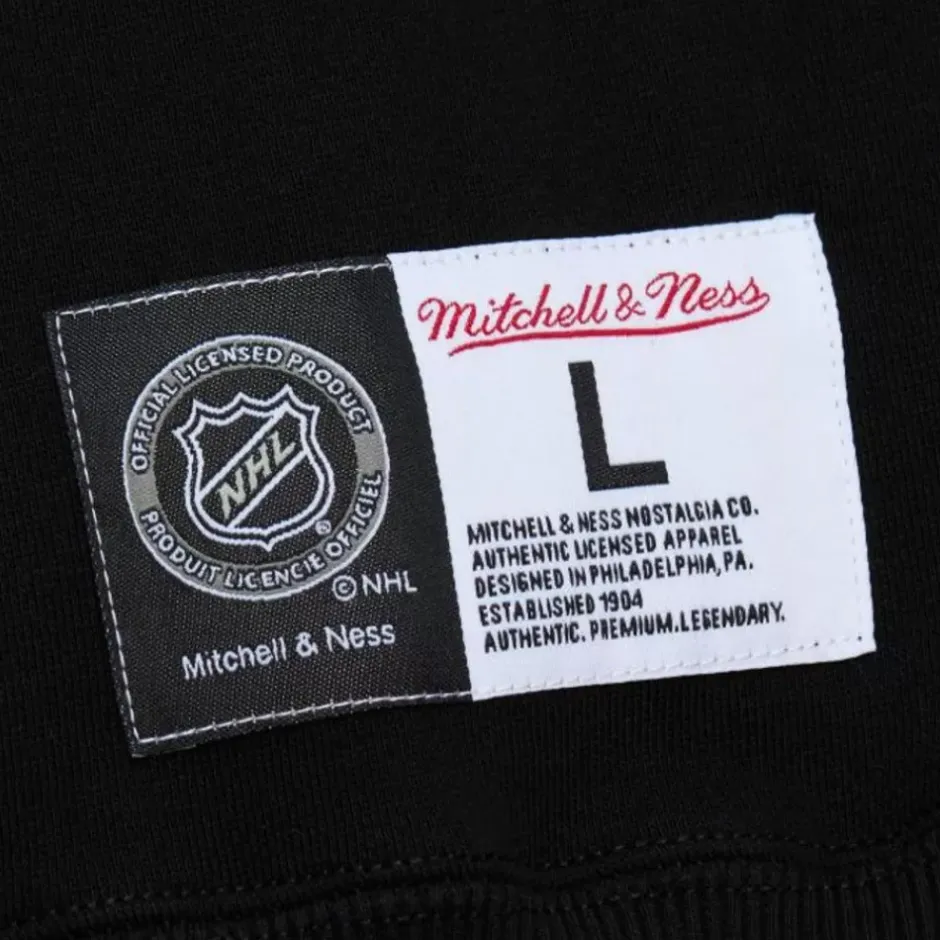 OFFICIAL LICENSED PRODUCT
NHL
®
PRODUIT LICENCIE OFFICIEL
© NHL
Mitchell & Ness
Mitchell & Ness
L
MITCHELL & NESS NOSTALGIA CO.
AUTHENTIC LICENSED APPAREL
DESIGNED IN PHILADELPHIA, PA.
ESTABLISHED 1904
AUTHENTIC. PREMIUM. LEGENDARY.